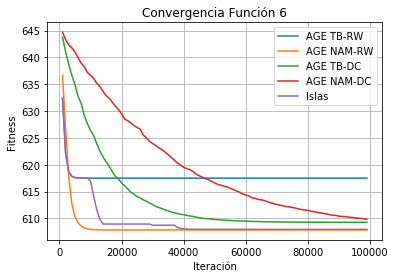 Convergencia Función 6
AGE TB-RW
AGE NAM-RW
AGE TB-DC
AGE NAM-DC
Islas
645
640
635
630
625
620
615
610
Fitness
0 20000 40000 60000 80000 100000
Iteración